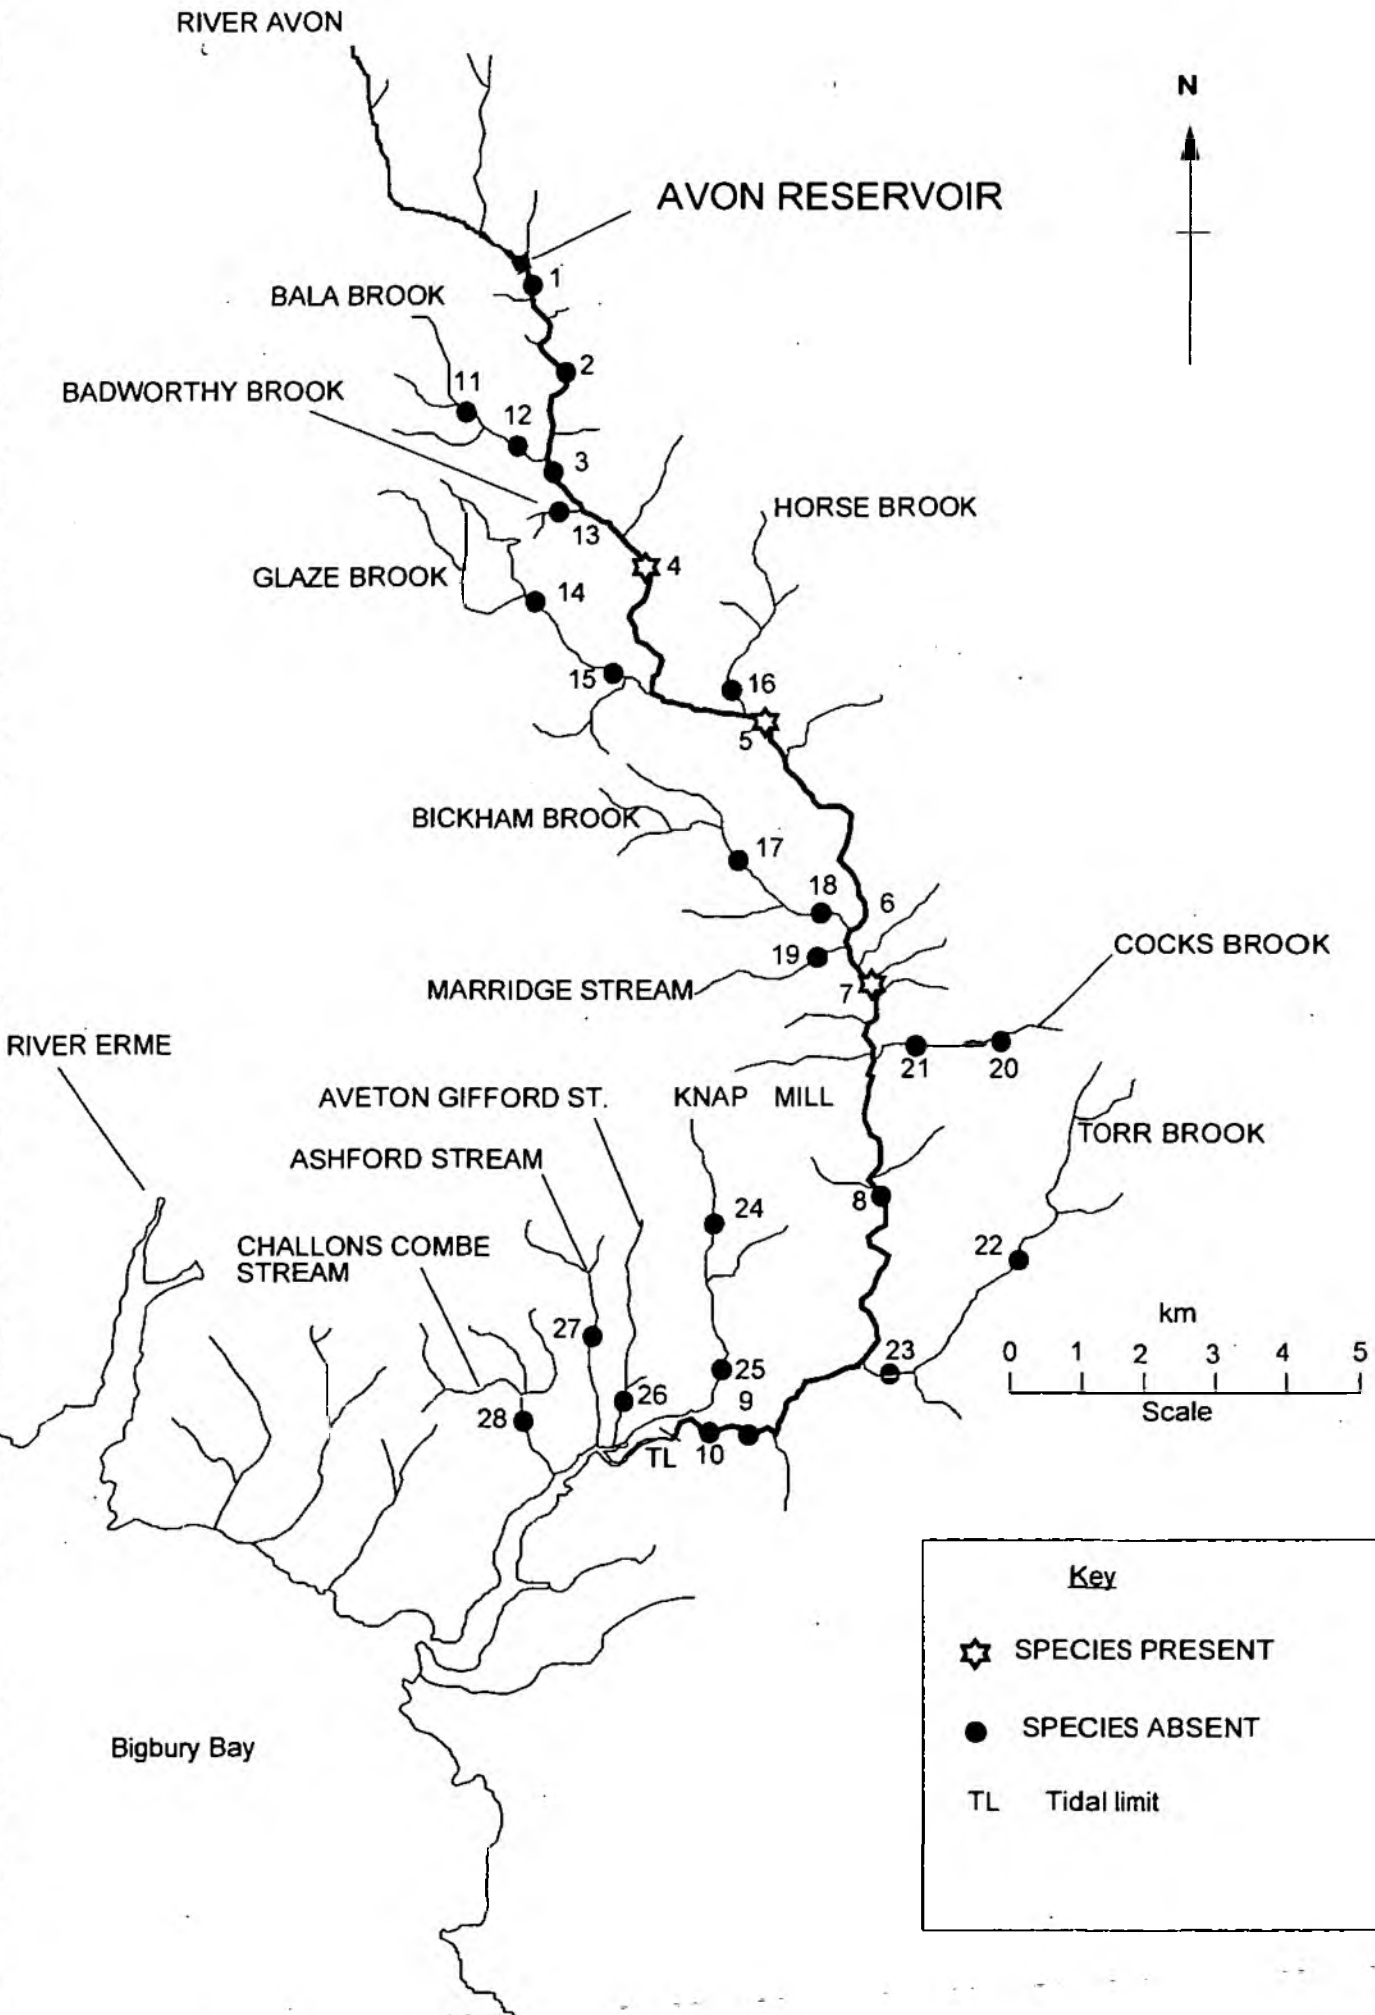 RIVER AVON
N
AVON RESERVOIR
1
BALA BROOK
2
BADWORTHY BROOK
11
12
3
HORSE BROOK
13
4
GLAZE BROOK
14
15
16
5
BICKHAM BROOK
17
18
6
COCKS BROOK
19
MARRIDGE STREAM
7
RIVER ERME
21
20
AVETON GIFFORD ST.
KNAP MILL
TORR BROOK
ASHFORD STREAM
8
24
CHALLONS COMBE
STREAM
22
km
27
23
0 1 2 3 4 5
25
26
9
28
Scale
TL
10
Key
SPECIES PRESENT
SPECIES ABSENT
Bigbury Bay
TL Tidal limit